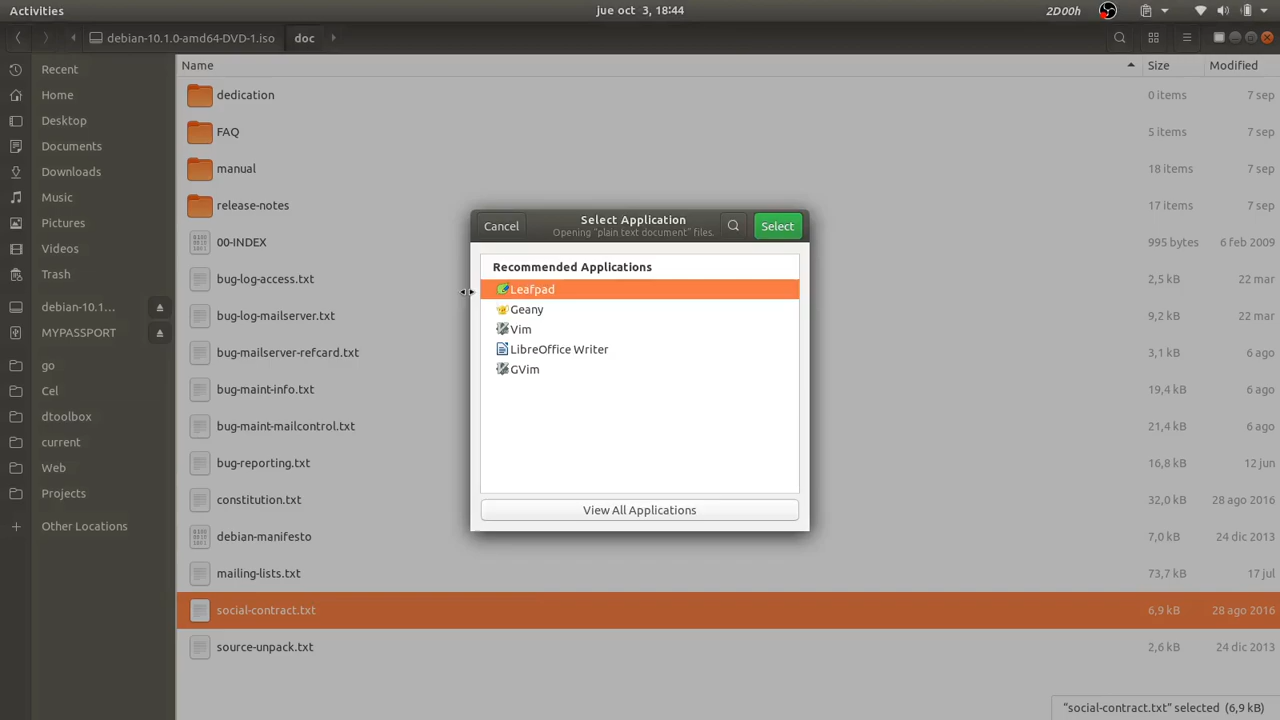 Activities
jue oct 3, 18:44
2D00h
debian-10.1.0-amd64-DVD-1.iso
doc
Recent
Home
Desktop
Documents
Downloads
Music
Pictures
Videos
Trash
debian-10.1...
MYPASSPORT
go
Cel
dtoolbox
current
Web
Projects
Other Locations
Name Size Modified
dedication 0 items 7 sep
FAQ 5 items 7 sep
manual 18 items 7 sep
release-notes 17 items 7 sep
00-INDEX 995 bytes 6 feb 2009
bug-log-access.txt 2,5 kB 22 mar
bug-log-mailserver.txt 9,2 kB 22 mar
bug-mailserver-refcard.txt 3,1 kB 6 ago
bug-maint-info.txt 19,4 kB 6 ago
bug-maint-mailcontrol.txt 21,4 kB 6 ago
bug-reporting.txt 16,8 kB 12 jun
constitution.txt 32,0 kB 28 ago 2016
debian-manifesto 7,0 kB 24 dic 2013
mailing-lists.txt 73,7 kB 17 jul
social-contract.txt 6,9 kB 28 ago 2016
source-unpack.txt 2,6 kB 24 dic 2013
Cancel
Select Application
Opening "plain text document" files.
Select
Recommended Applications
Leafpad
Geany
Vim
LibreOffice Writer
GVim
View All Applications
"social-contract.txt" selected (6,9 kB)